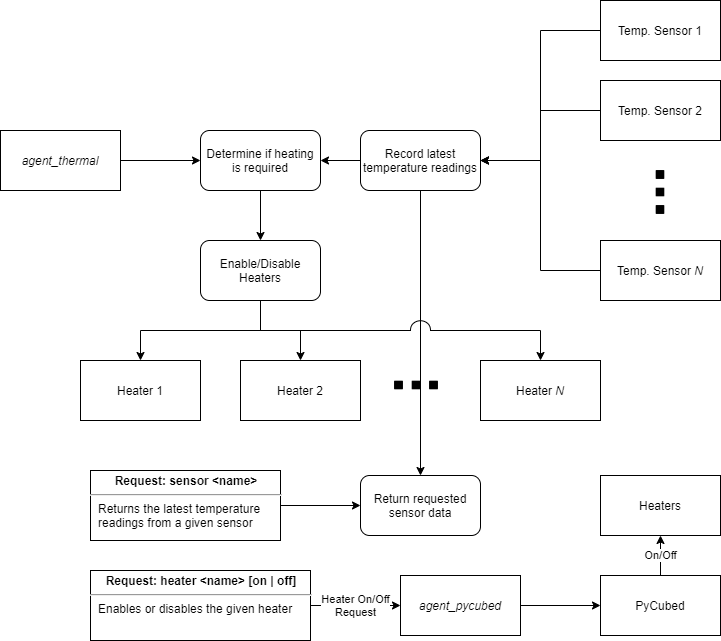 Temp. Sensor 1
Temp. Sensor 2
agent_thermal
Determine if heating
is required
Record latest
temperature readings
Temp. Sensor N
Enable/Disable
Heaters
Heater 1
Heater 2
Heater N
Request: sensor <name>
Returns the latest temperature
readings from a given sensor
Return requested
sensor data
Heaters
On/Off
Request: heater <name> [on | off]
Enables or disables the given heater
Heater On/Off
Request
agent_pycubed
PyCubed